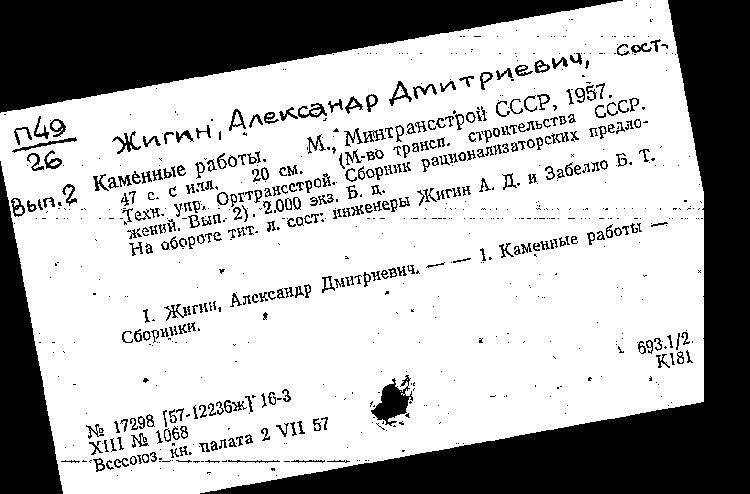 Жигин, Александр Дмитриевич, сост.
П49
26
Вып. 2
Каменные работы. М., Минтрансстрой СССР, 1957.
47 с. с илл. 20 см. (М-во трансп. строительства СССР.
Техн. упр. Оргтрансстрой. Сборник рационализаторских предло-
жений. Вып. 2). 2.000 экз. Б. ц.
На обороте тит. л. сост: инженеры Жигин А. Д. и Забелло Б. Т.
I. Жигин, Александр Дмитриевич. — — 1. Каменные работы —
Сборники.
693.1/2
К181
№ 17298 [57-12236ж] 16-3
XIII № 1068
Всесоюз. кн. палата 2 VII 57